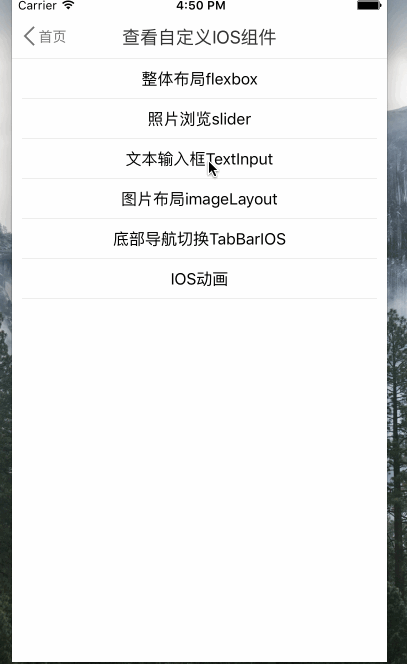 Carrier 4:50 PM
首页 查看自定义IOS组件
整体布局flexbox
照片浏览slider
文本输入框TextInput
图片布局imageLayout
底部导航切换TabBarIOS
IOS动画